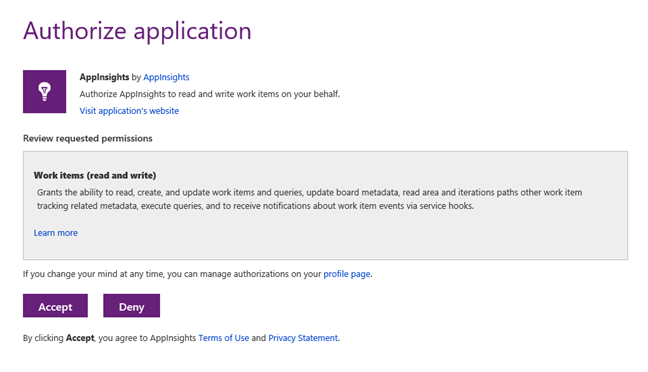 Authorize application
AppInsights by AppInsights
Authorize AppInsights to read and write work items on your behalf.
Visit application's website
Review requested permissions
Work items (read and write)
Grants the ability to read, create, and update work items and queries, update board metadata, read area and iterations paths other work item
tracking related metadata, execute queries, and to receive notifications about work item events via service hooks.
Learn more
If you change your mind at any time, you can manage authorizations on your profile page.
Accept Deny
By clicking Accept, you agree to AppInsights Terms of Use and Privacy Statement.